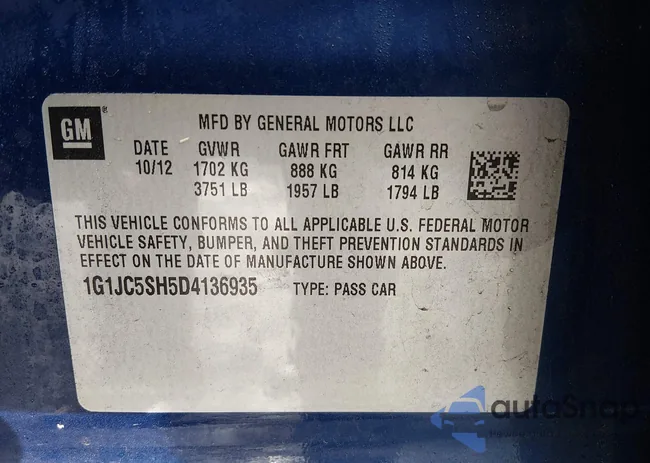 GM
MFD BY GENERAL MOTORS LLC
DATE GVWR GAWR FRT GAWR RR
10/12 1702 KG 888 KG 814 KG
3751 LB 1957 LB 1794 LB
THIS VEHICLE CONFORMS TO ALL APPLICABLE U.S. FEDERAL MOTOR
VEHICLE SAFETY, BUMPER, AND THEFT PREVENTION STANDARDS IN
EFFECT ON THE DATE OF MANUFACTURE SHOWN ABOVE.
1G1JC5SH5D4136935 TYPE: PASS CAR
autoSnap